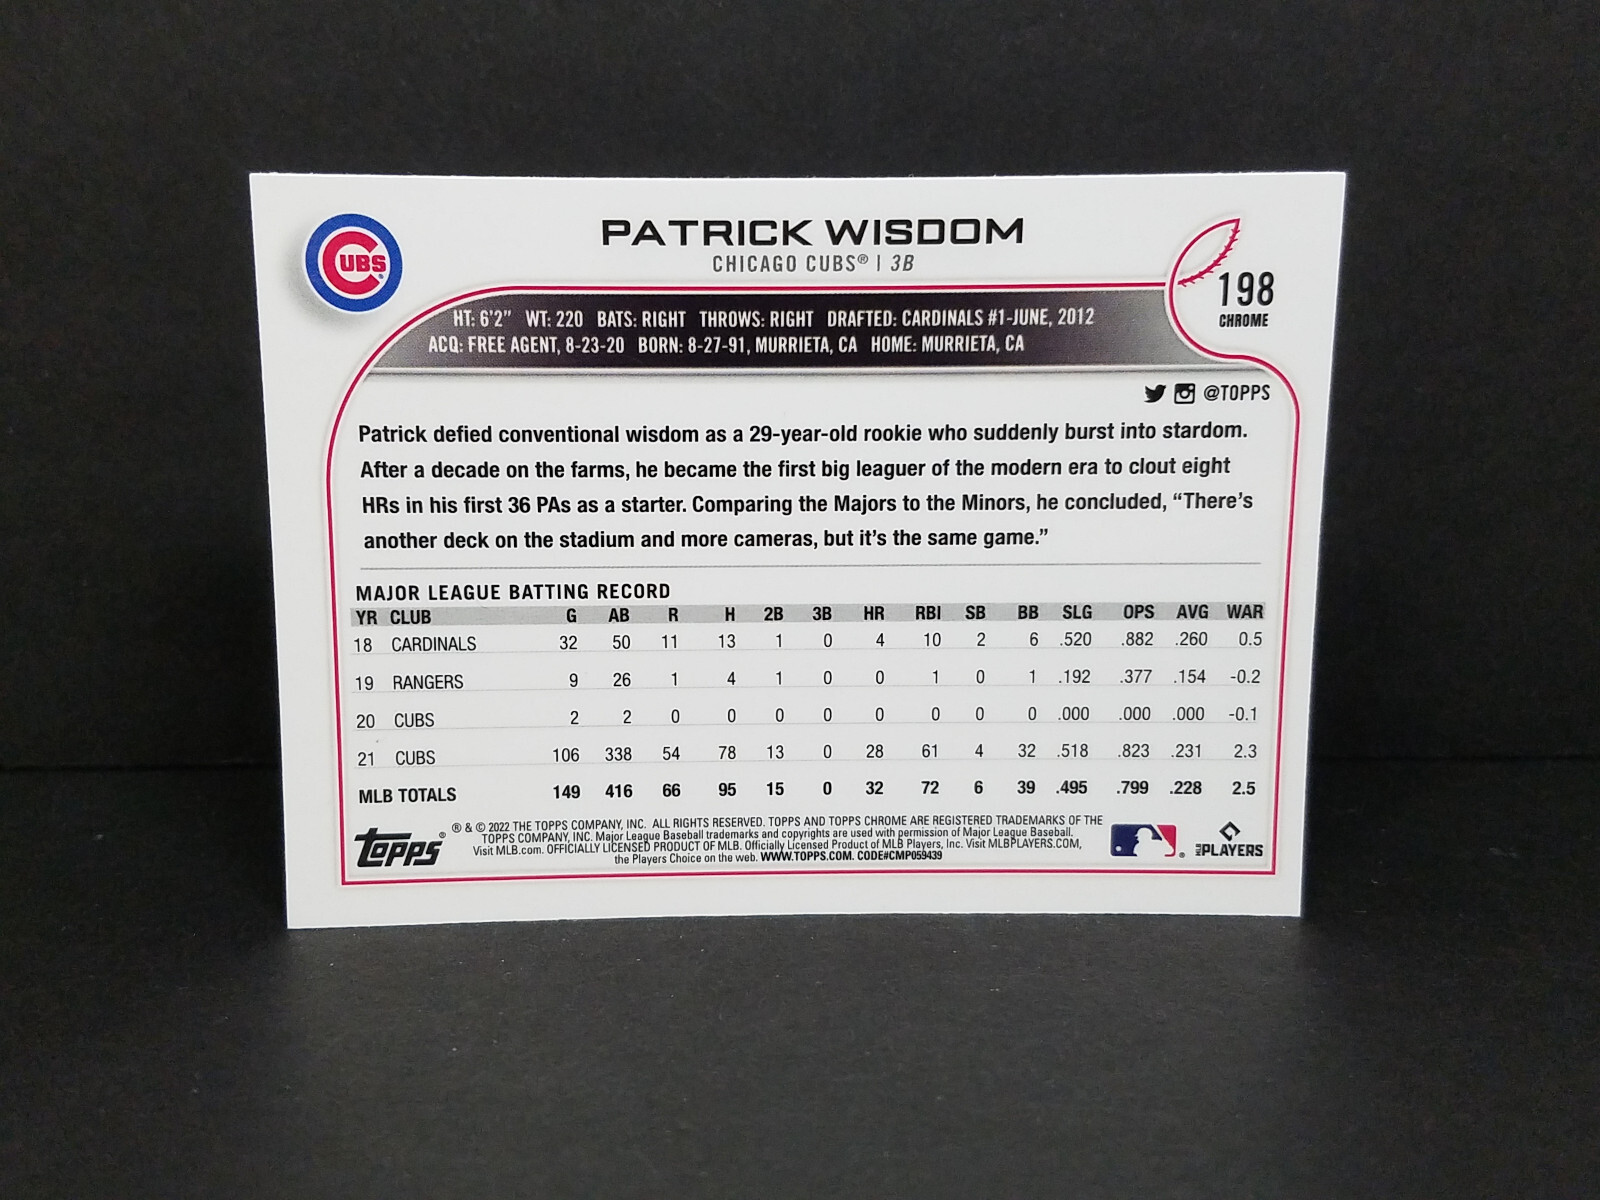 CUBS®
PATRICK WISDOM
CHICAGO CUBS® | 3B
198
CHROME
HT: 6'2" WT: 220 BATS: RIGHT THROWS: RIGHT DRAFTED: CARDINALS #1-JUNE, 2012
ACQ: FREE AGENT, 8-23-20 BORN: 8-27-91, MURRIETA, CA HOME: MURRIETA, CA
@TOPPS
Patrick defied conventional wisdom as a 29-year-old rookie who suddenly burst into stardom.
After a decade on the farms, he became the first big leaguer of the modern era to clout eight
HRs in his first 36 PAs as a starter. Comparing the Majors to the Minors, he concluded, “There's
another deck on the stadium and more cameras, but it's the same game.”
MAJOR LEAGUE BATTING RECORD
YR CLUB G AB R H 2B 3B HR RBI SB BB SLG OPS AVG WAR
18 CARDINALS 32 50 11 13 1 0 4 10 2 6 .520 .882 .260 0.5
19 RANGERS 9 26 1 4 1 0 0 1 0 1 .192 .377 .154 -0.2
20 CUBS 2 2 0 0 0 0 0 0 0 0 .000 .000 .000 -0.1
21 CUBS 106 338 54 78 13 0 28 61 4 32 .518 .823 .231 2.3
MLB TOTALS 149 416 66 95 15 0 32 72 6 39 .495 .799 .228 2.5
topps®
® & © 2022 THE TOPPS COMPANY, INC. ALL RIGHTS RESERVED. TOPPS AND TOPPS CHROME ARE REGISTERED TRADEMARKS OF THE
TOPPS COMPANY, INC. Major League Baseball trademarks and copyrights are used with permission of Major League Baseball.
Visit MLB.com. OFFICIALLY LICENSED PRODUCT OF MLB. Officially Licensed Product of MLB Players, Inc. Visit MLBPLAYERS.COM,
the Players Choice on the web. WWW.TOPPS.COM. CODE#CMP059439
MLB PLAYERS